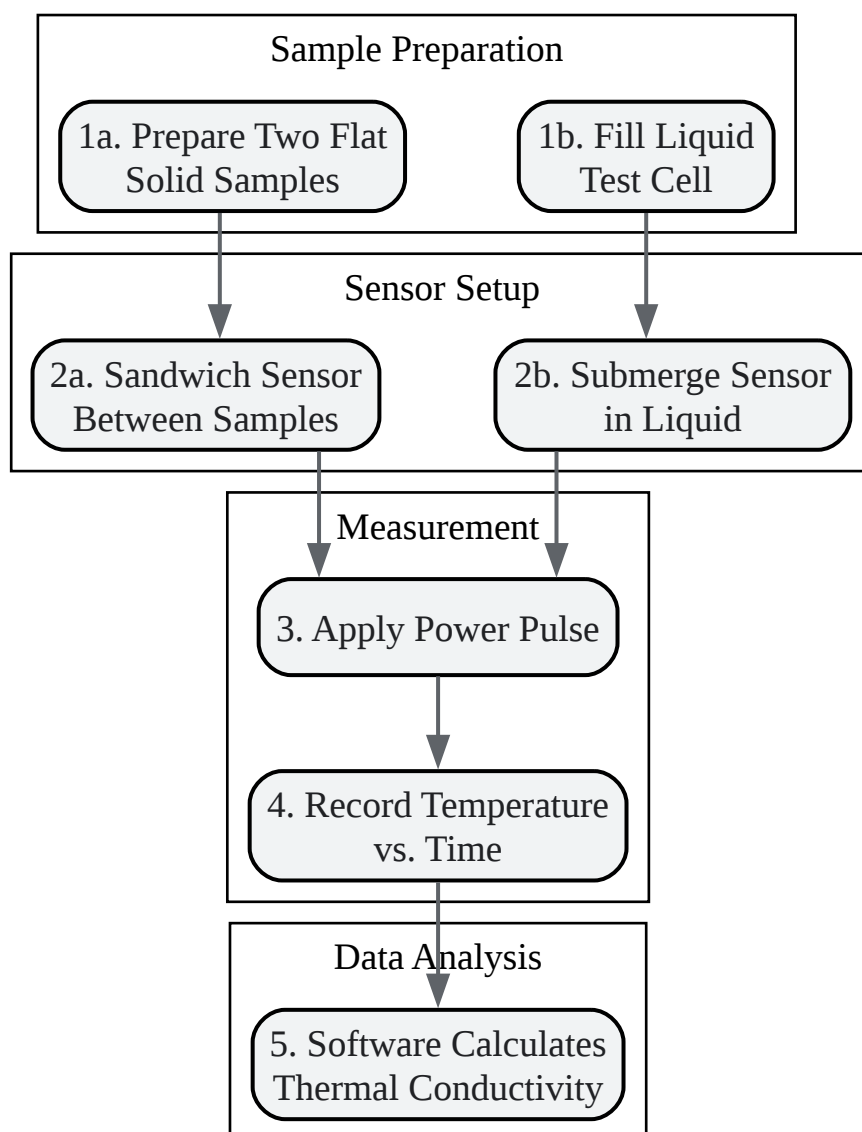 Sample Preparation
1a. Prepare Two Flat
Solid Samples
1b. Fill Liquid
Test Cell
Sensor Setup
2a. Sandwich Sensor
Between Samples
2b. Submerge Sensor
in Liquid
Measurement
3. Apply Power Pulse
4. Record Temperature
vs. Time
Data Analysis
5. Software Calculates
Thermal Conductivity